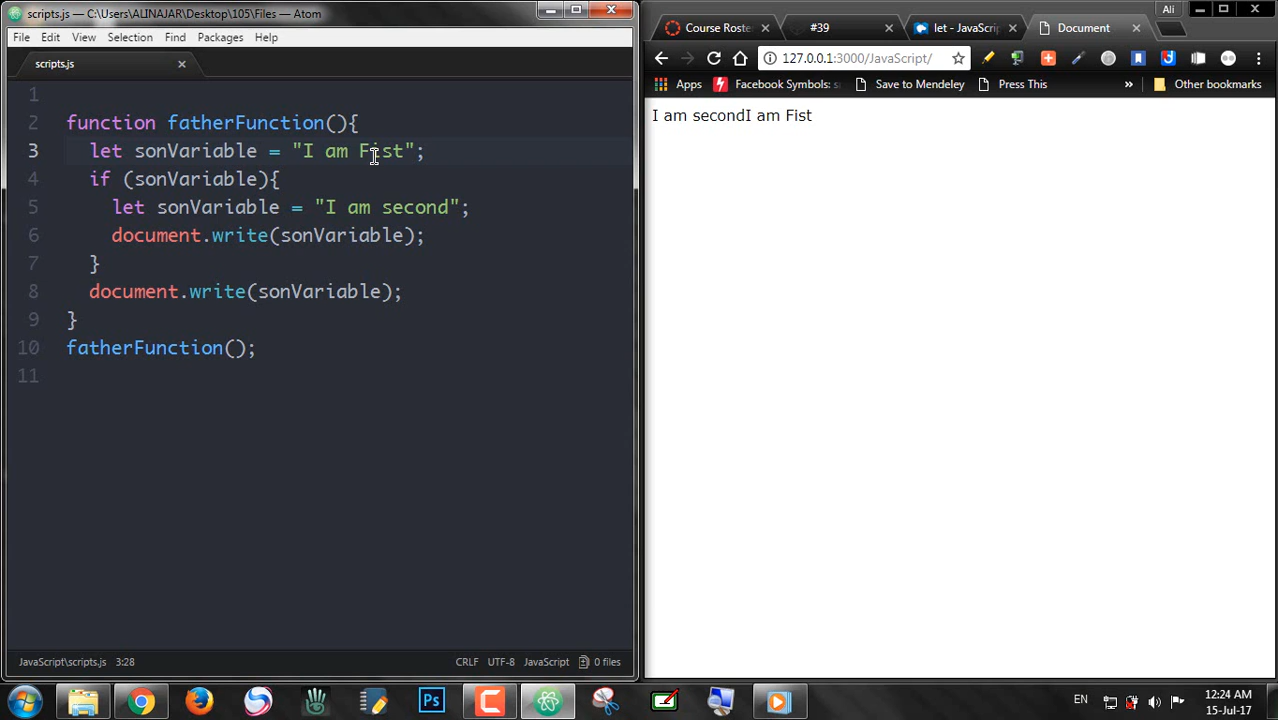 scripts.js — C:\Users\ALINAJAR\Desktop\105\Files — Atom
File Edit View Selection Find Packages Help
scripts.js
1
2 function fatherFunction(){
3 let sonVariable = "I am Fist";
4 if (sonVariable){
5 let sonVariable = "I am second";
6 document.write(sonVariable);
7 }
8 document.write(sonVariable);
9 }
10 fatherFunction();
11
JavaScript\scripts.js 3:28 CRLF UTF-8 JavaScript 0 files
Ali
Course Roster #39 let - JavaScrip Document
127.0.0.1:3000/JavaScript/
Apps Facebook Symbols: s Save to Mendeley Press This » Other bookmarks
I am secondI am Fist
Ps
EN
12:24 AM
15-Jul-17